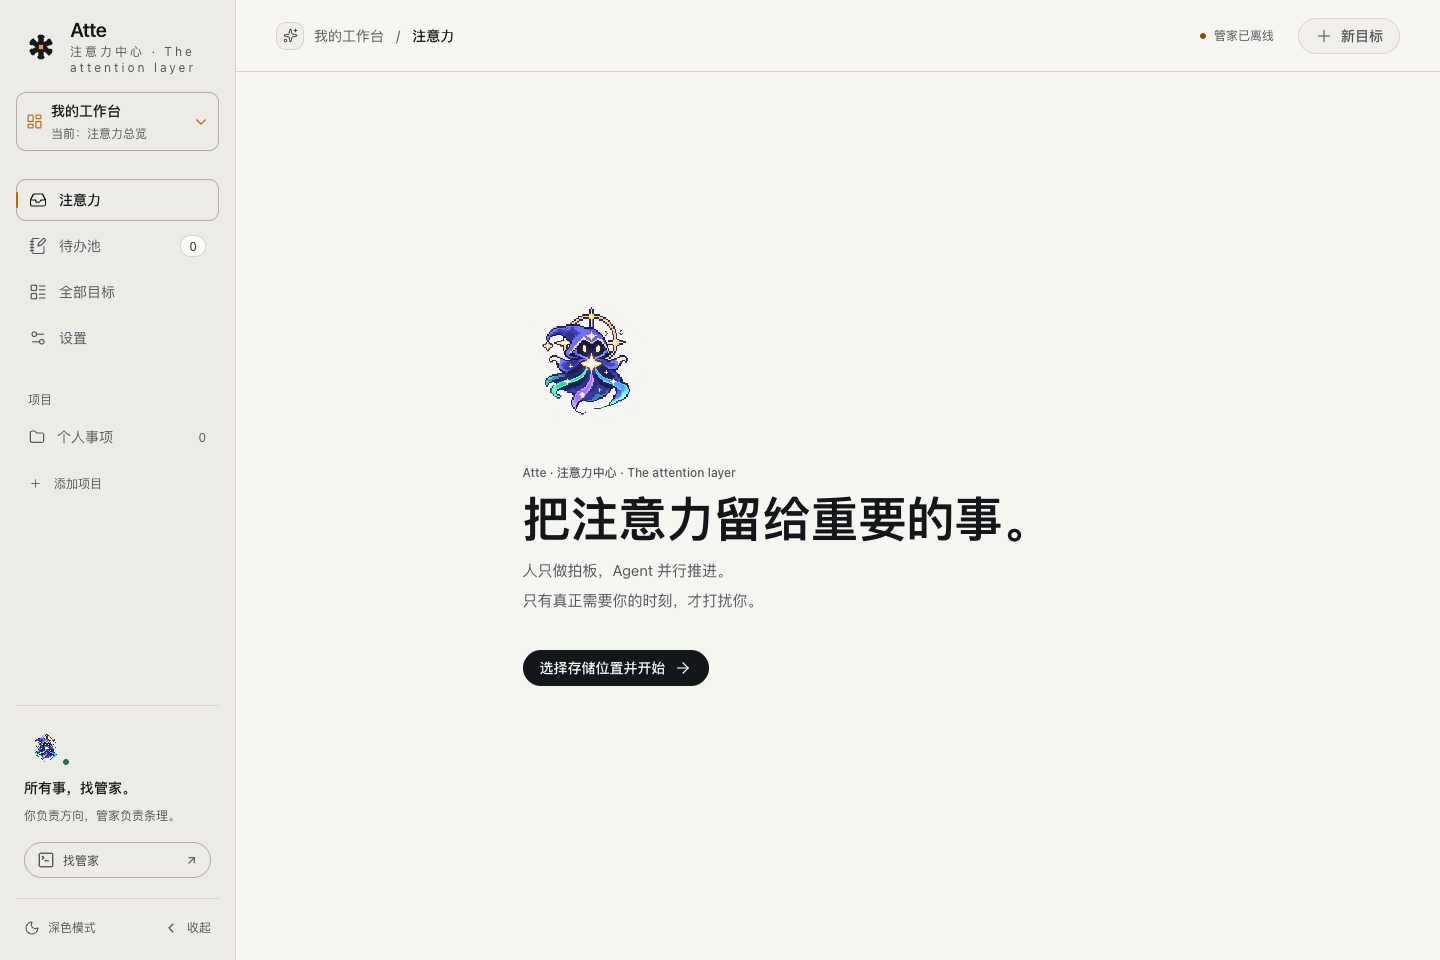 Atte
注意力中心 · The
attention layer
我的工作台
当前：注意力总览
注意力
待办池
0
全部目标
设置
项目
个人事项
0
添加项目
所有事，找管家。
你负责方向，管家负责条理。
找管家
深色模式
收起
我的工作台 / 注意力
管家已离线
新目标
Atte · 注意力中心 · The attention layer
把注意力留给重要的事。
人只做拍板，Agent 并行推进。
只有真正需要你的时刻，才打扰你。
选择存储位置并开始